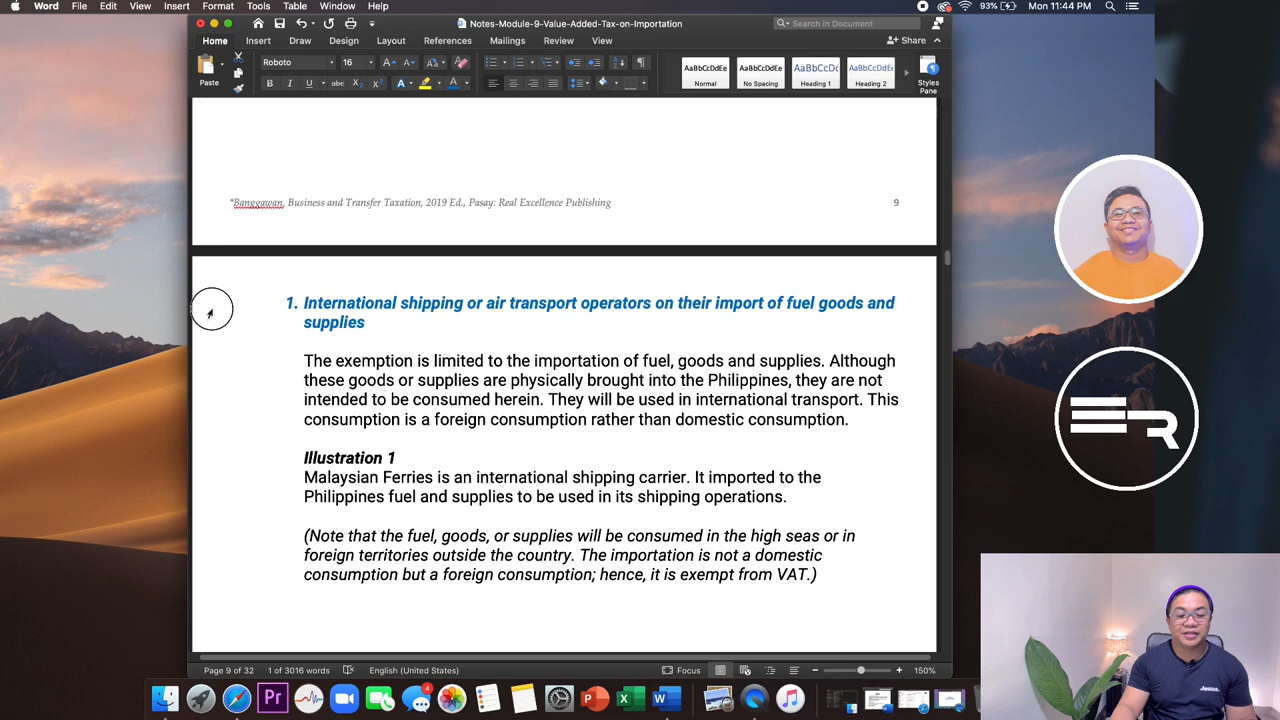 Word File Edit View Insert Format Tools Table Window Help 93% Mon 11:44 PM
Notes-Module-9-Value-Added-Tax-on-Importation Search in Document
Home Insert Draw Design Layout References Mailings Review View Share
Roboto 16
Paste
AaBbCcDdEe AaBbCcDdEe AaBbCcDc AaBbCcDdEe
Normal No Spacing Heading 1 Heading 2 Styles Pane
*Banggawan, Business and Transfer Taxation, 2019 Ed., Pasay: Real Excellence Publishing 9
1. International shipping or air transport operators on their import of fuel goods and
supplies
The exemption is limited to the importation of fuel, goods and supplies. Although
these goods or supplies are physically brought into the Philippines, they are not
intended to be consumed herein. They will be used in international transport. This
consumption is a foreign consumption rather than domestic consumption.
Illustration 1
Malaysian Ferries is an international shipping carrier. It imported to the
Philippines fuel and supplies to be used in its shipping operations.
(Note that the fuel, goods, or supplies will be consumed in the high seas or in
foreign territories outside the country. The importation is not a domestic
consumption but a foreign consumption; hence, it is exempt from VAT.)
Page 9 of 32 1 of 3016 words English (United States) Focus 150%
ER
Pr
4